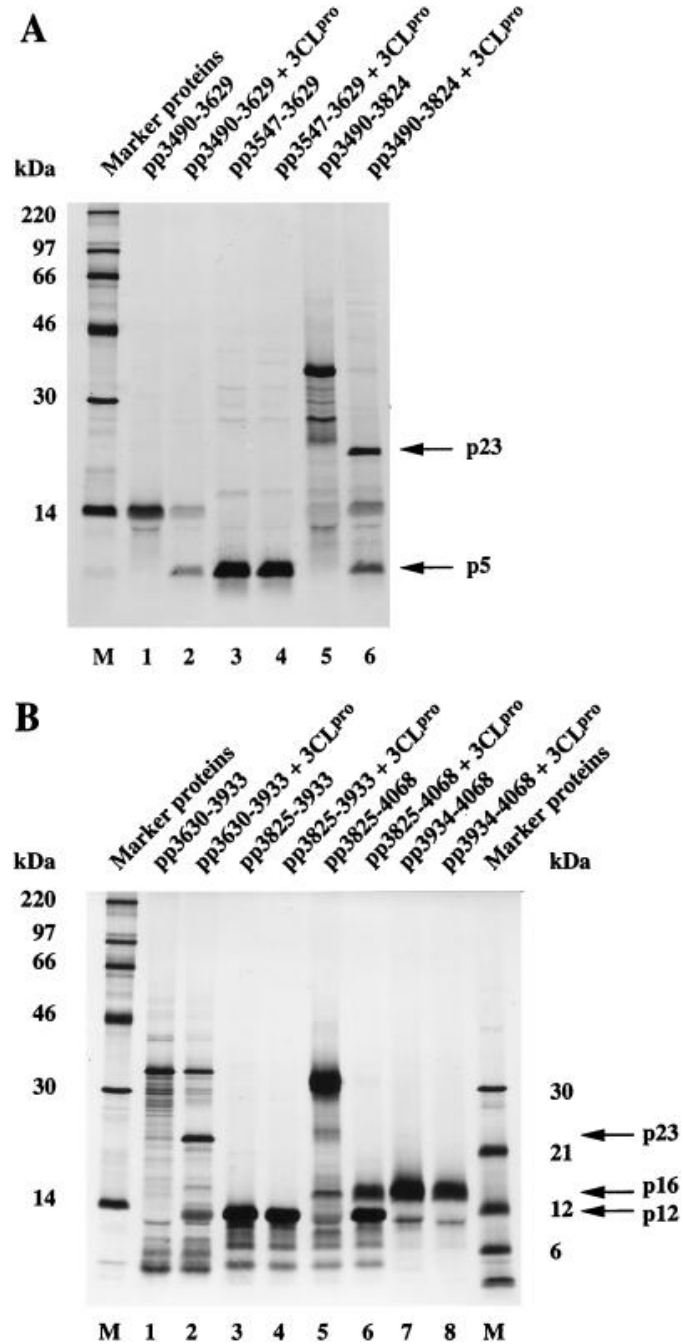 A
Marker proteins
pp3490-3629
pp3490-3629 + 3CLpro
pp3547-3629
pp3547-3629 + 3CLpro
pp3490-3824
pp3490-3824 + 3CLpro
kDa
220
97
66
46
30
14
p23
p5
M 1 2 3 4 5 6
B
Marker proteins
pp3630-3933
pp3630-3933 + 3CLpro
pp3825-3933
pp3825-3933 + 3CLpro
pp3825-4068
pp3825-4068 + 3CLpro
pp3934-4068
pp3934-4068 + 3CLpro
Marker proteins
kDa kDa
220
97
66
46
30 30
p23
21
14 p16
12 p12
6
M 1 2 3 4 5 6 7 8 M